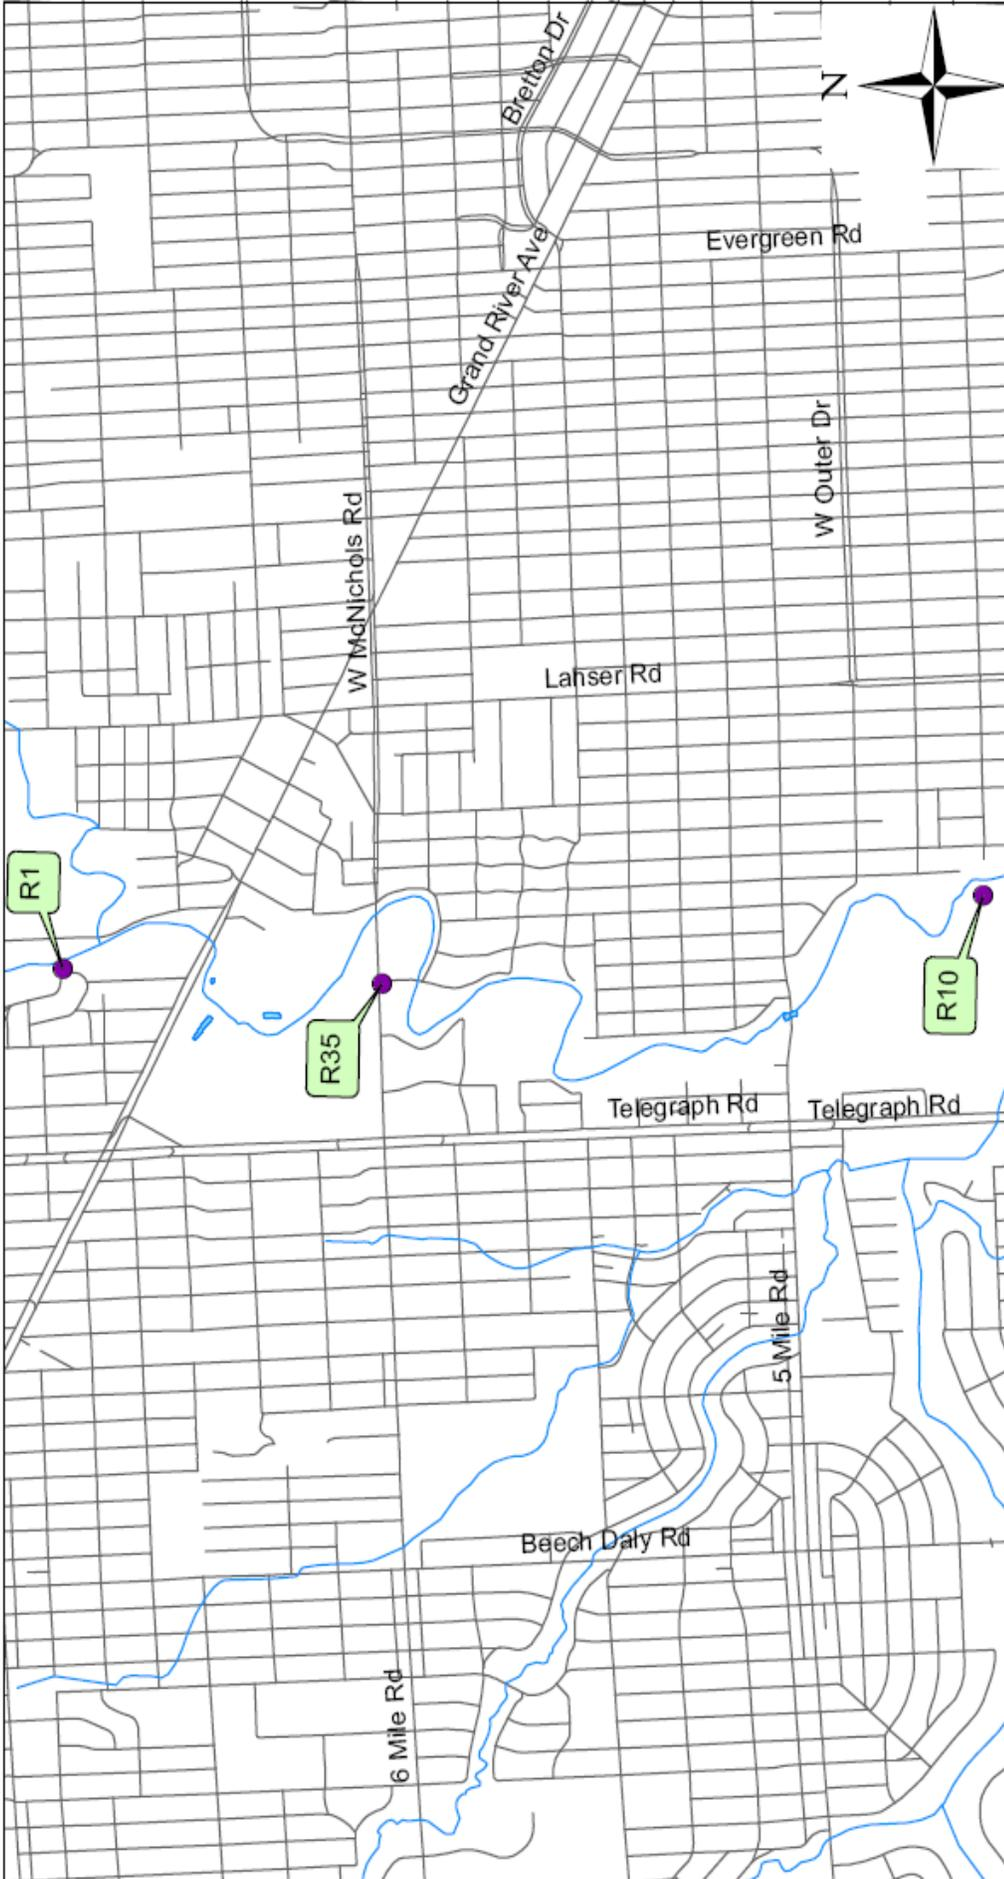 Bretton Dr
N
Evergreen Rd
Grand River Ave
W Outer Dr
W McNichols Rd
Lahser Rd
R1
R10
R35
Telegraph Rd
Telegraph Rd
5 Mile Rd
Beech Daly Rd
6 Mile Rd